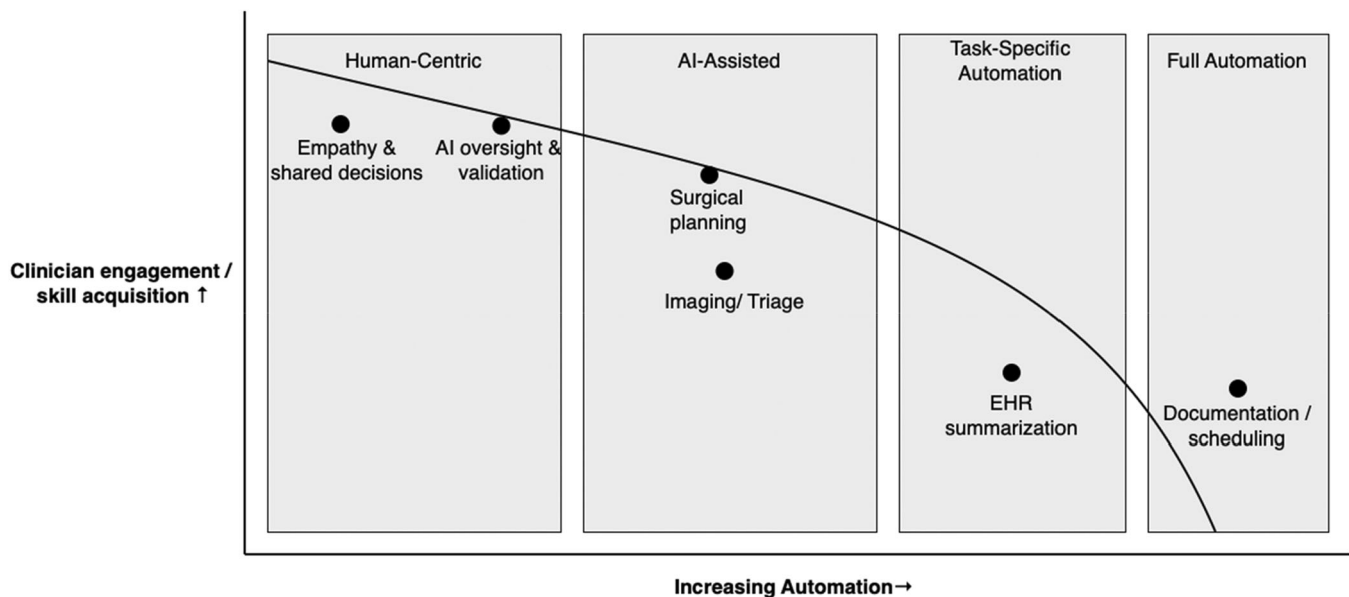 Human-Centric
AI-Assisted
Task-Specific
Automation
Full Automation
Empathy &
shared decisions
AI oversight &
validation
Surgical
planning
Imaging/ Triage
EHR
summarization
Documentation /
scheduling
Clinician engagement /
skill acquisition ↑
Increasing Automation→